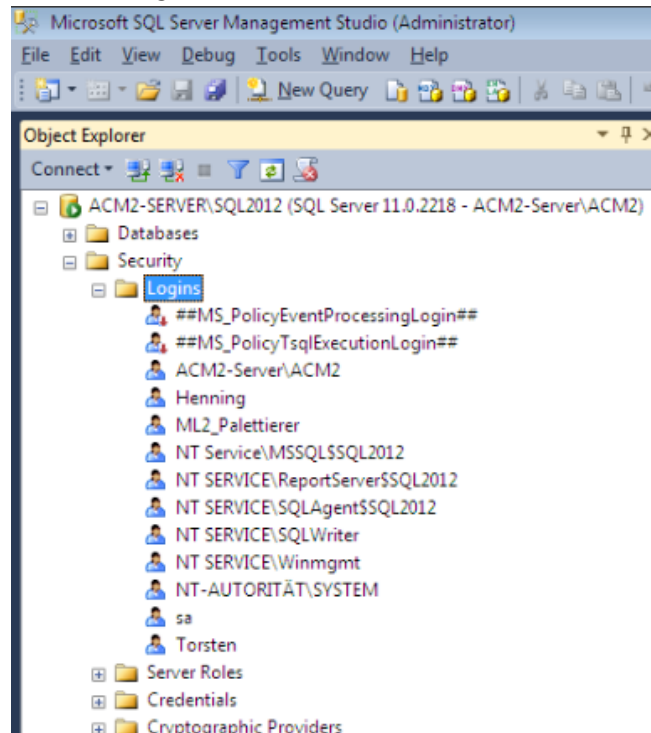 Microsoft SQL Server Management Studio (Administrator)
File Edit View Debug Tools Window Help
New Query
Object Explorer
Connect
ACM2-SERVER\SQL2012 (SQL Server 11.0.2218 - ACM2-Server\ACM2)
Databases
Security
Logins
##MS_PolicyEventProcessingLogin##
##MS_PolicyTsqlExecutionLogin##
ACM2-Server\ACM2
Henning
ML2_Palettierer
NT Service\MSSQL$SQL2012
NT SERVICE\ReportServer$SQL2012
NT SERVICE\SQLAgent$SQL2012
NT SERVICE\SQLWriter
NT SERVICE\Winmgmt
NT-AUTORITÄT\SYSTEM
sa
Torsten
Server Roles
Credentials
Cryptographic Providers